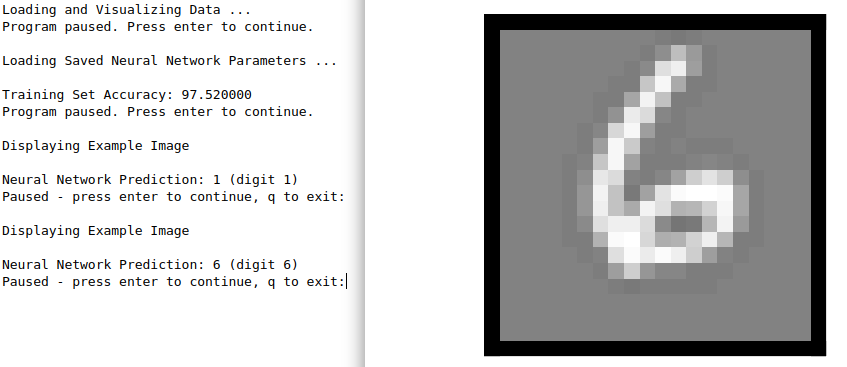 Loading and Visualizing Data ...
Program paused. Press enter to continue.
Loading Saved Neural Network Parameters ...
Training Set Accuracy: 97.520000
Program paused. Press enter to continue.
Displaying Example Image
Neural Network Prediction: 1 (digit 1)
Paused - press enter to continue, q to exit:
Displaying Example Image
Neural Network Prediction: 6 (digit 6)
Paused - press enter to continue, q to exit:
6